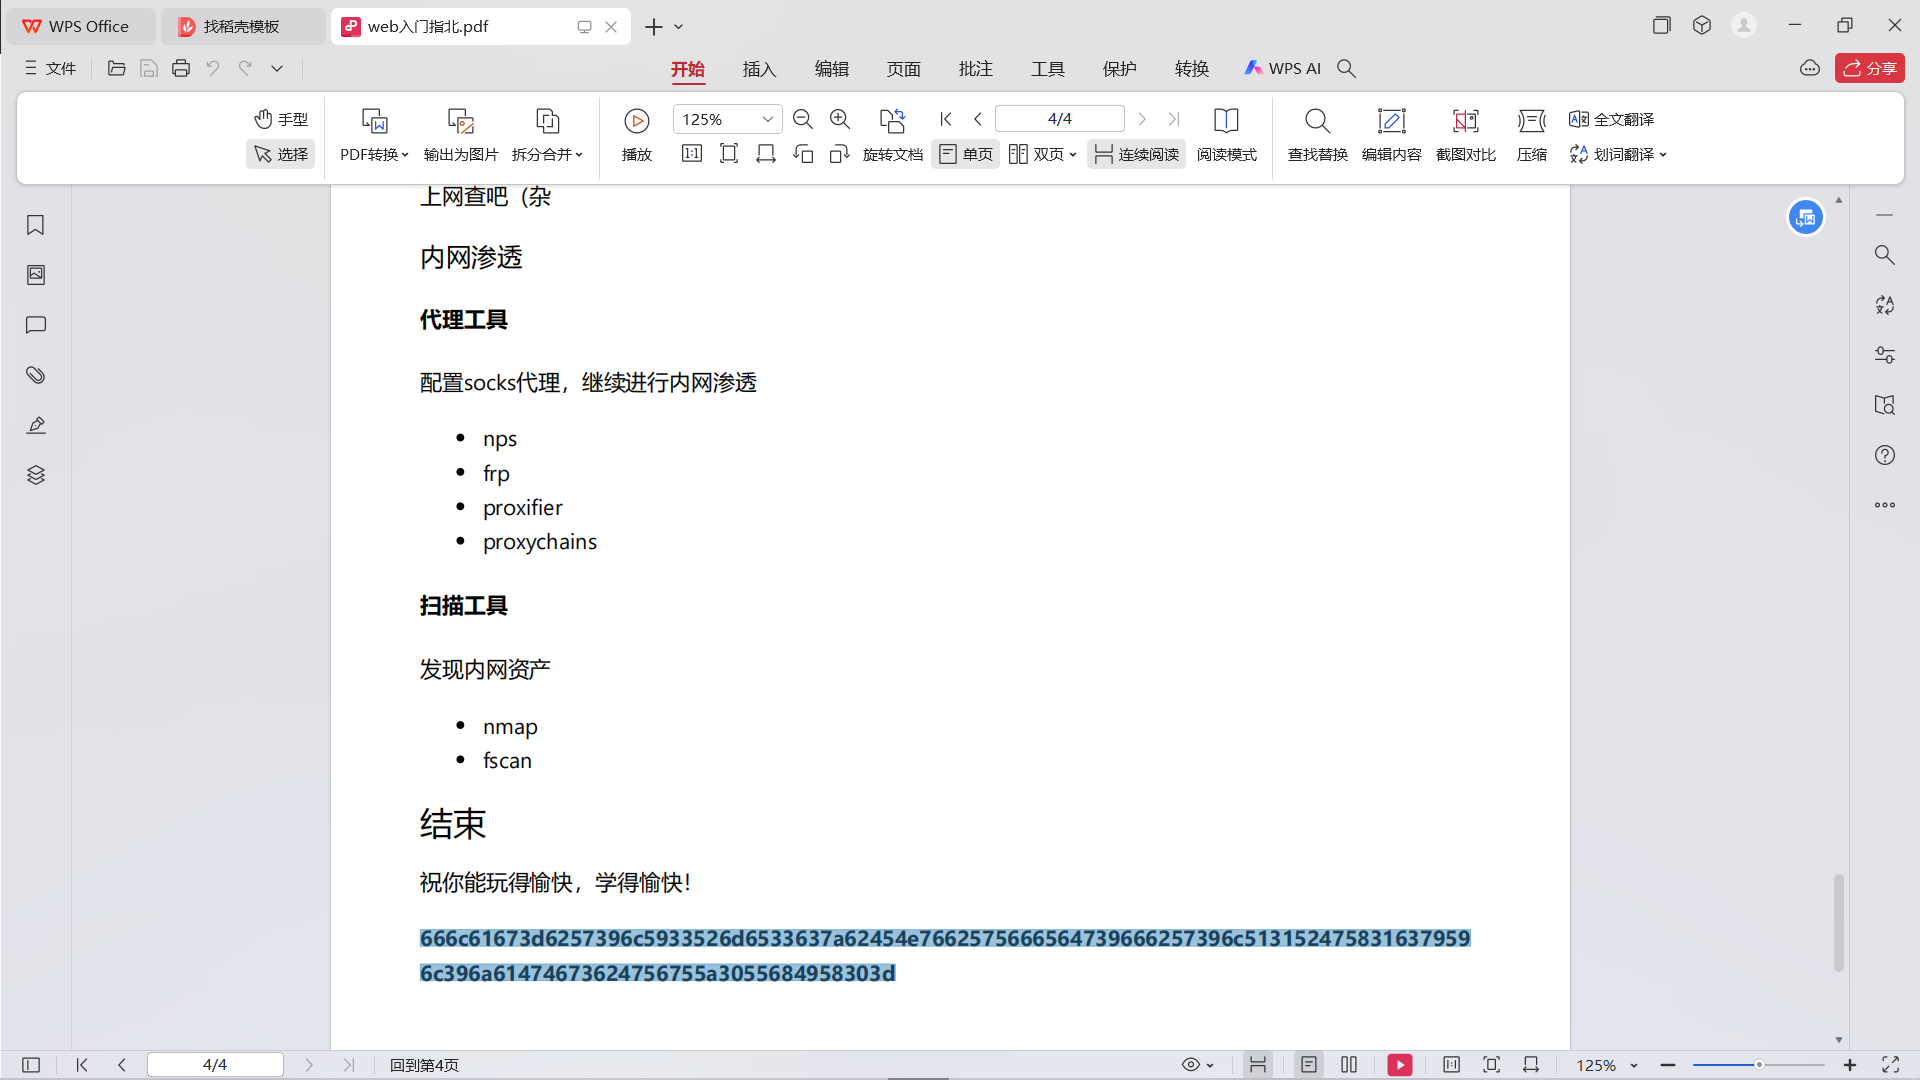 WPS Office 找稻壳模板 web入门指北.pdf
文件 开始 插入 编辑 页面 批注 工具 保护 转换 WPS AI 分享
手型 125% 4/4 全文翻译
选择 PDF转换 输出为图片 拆分合并 播放 1:1 旋转文档 单页 双页 连续阅读 阅读模式 查找替换 编辑内容 截图对比 压缩 划词翻译
上网查吧（杂
内网渗透
代理工具
配置socks代理，继续进行内网渗透
• nps
• frp
• proxifier
• proxychains
扫描工具
发现内网资产
• nmap
• fscan
结束
祝你能玩得愉快，学得愉快！
666c61673d6257396c5933526d6533637a62454e7662575666564739666257396c5131524758316379596
6c396a61474673624756755a3055684958303d
4/4 回到第4页 125%